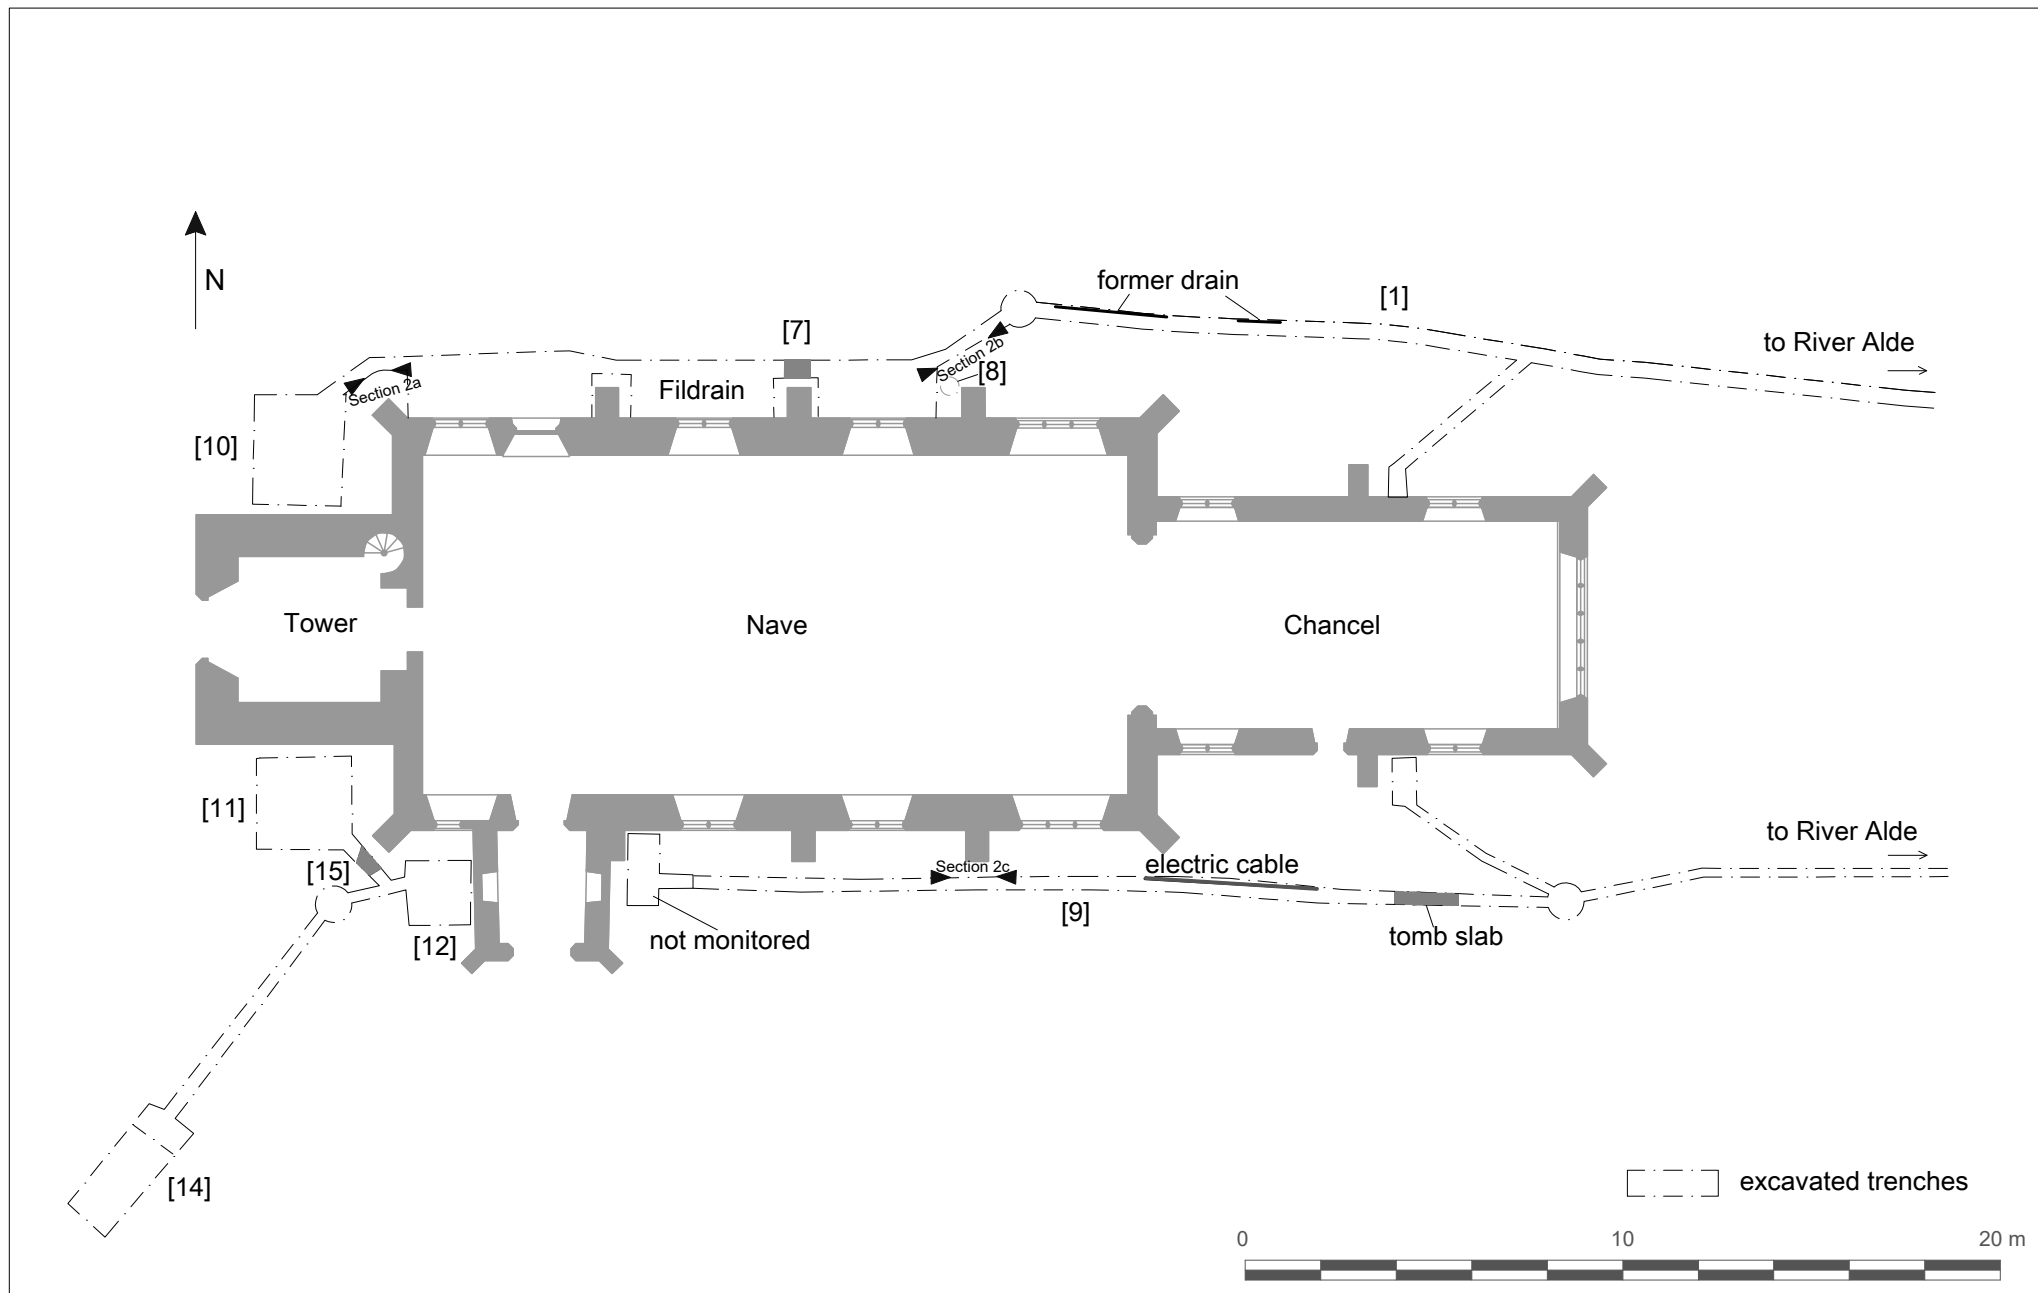 former drain
[1]
N
[7]
to River Alde
Section 2b
[8]
Section 2a
Fildrain
[10]
Tower
Nave
Chancel
[11]
to River Alde
electric cable
Section 2c
[15]
[9]
[12]
not monitored
tomb slab
[14]
excavated trenches
0 10 20 m